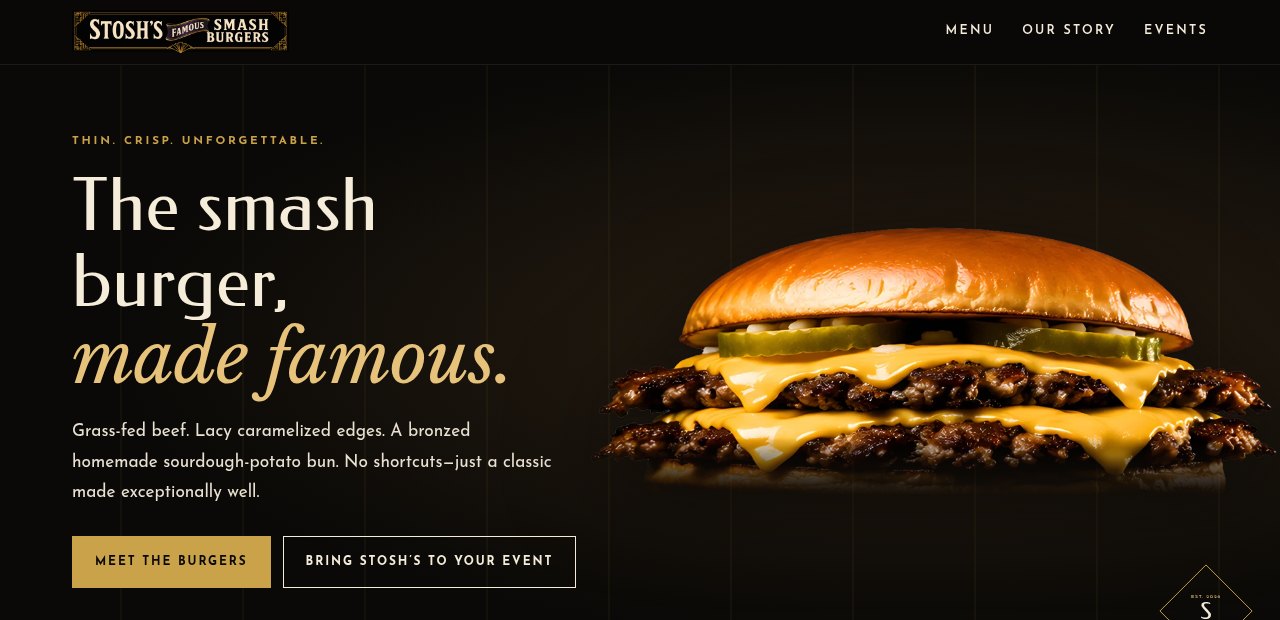 STOSH'S FAMOUS SMASH BURGERS
MENU OUR STORY EVENTS
THIN. CRISP. UNFORGETTABLE.
The smash
burger,
made famous.
Grass-fed beef. Lacy caramelized edges. A bronzed
homemade sourdough-potato bun. No shortcuts—just a classic
made exceptionally well.
MEET THE BURGERS
BRING STOSH'S TO YOUR EVENT
EST. 2026
S